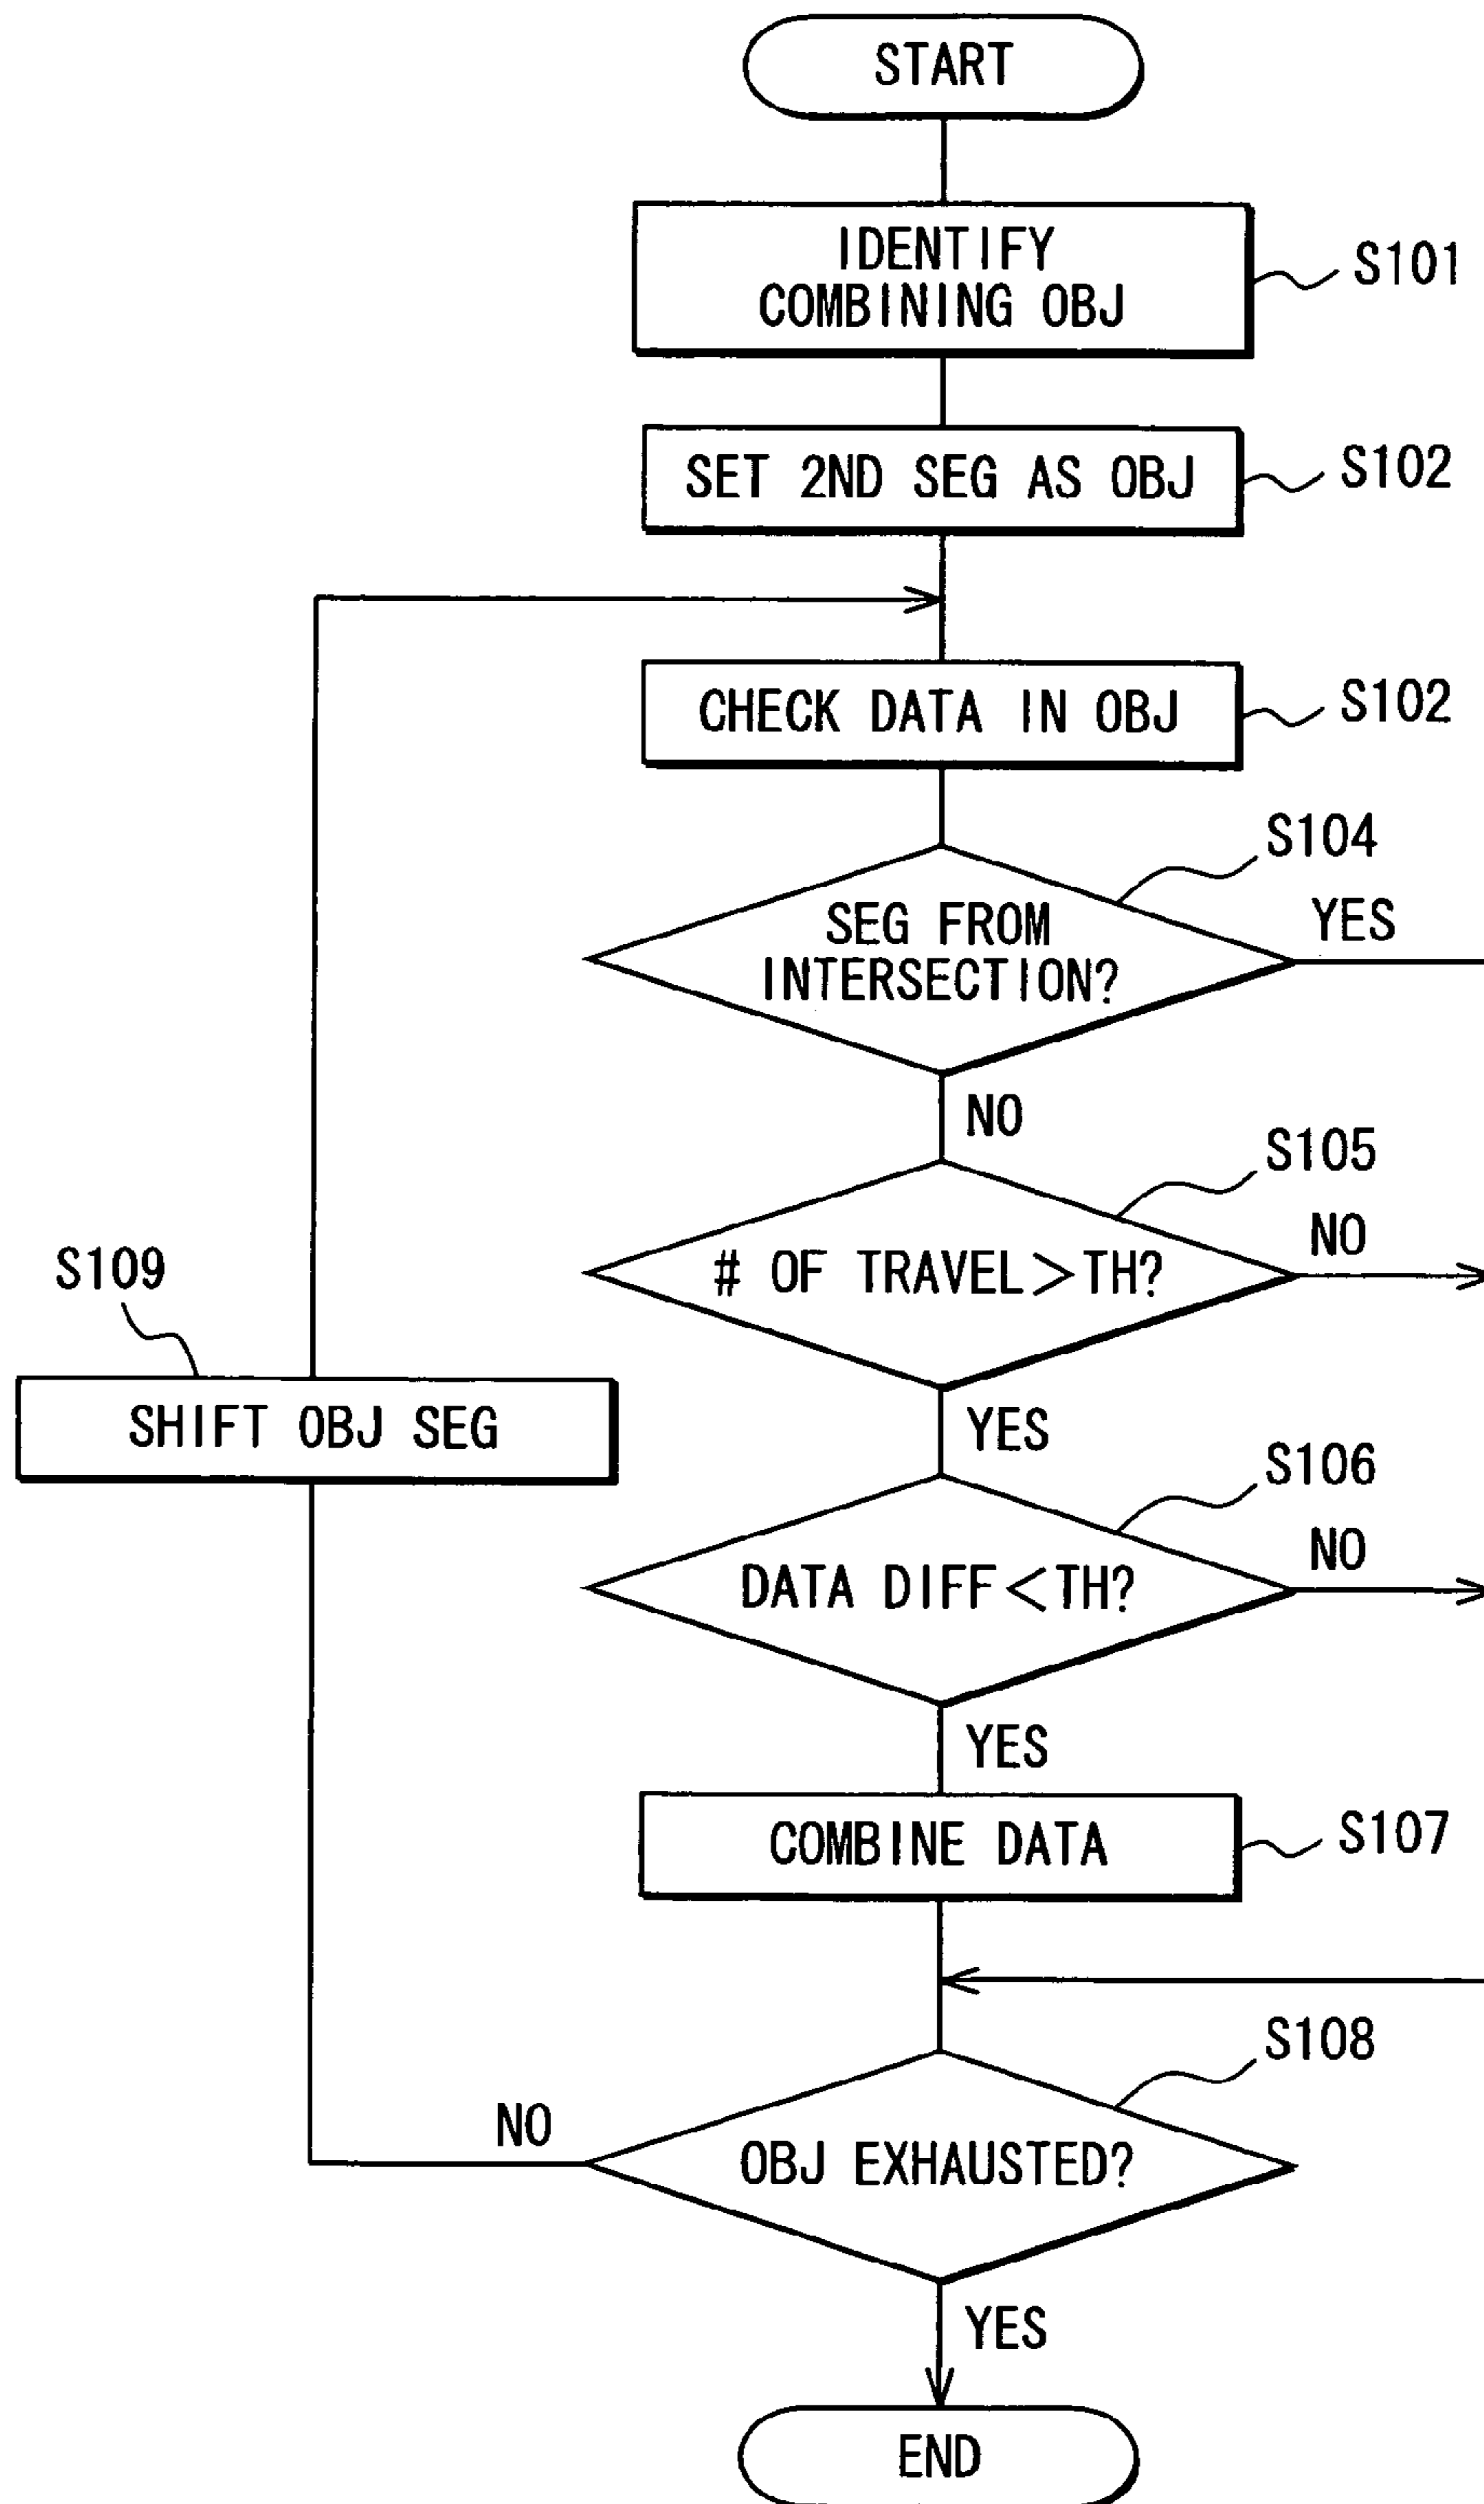 START
IDENTIFY
COMBINING OBJ
S101
SET 2ND SEG AS OBJ
S102
CHECK DATA IN OBJ
S102
S104
SEG FROM
INTERSECTION?
YES
NO
S105
# OF TRAVEL>TH?
NO
S109
SHIFT OBJ SEG
YES
S106
DATA DIFF<TH?
NO
YES
COMBINE DATA
S107
S108
OBJ EXHAUSTED?
NO
YES
END